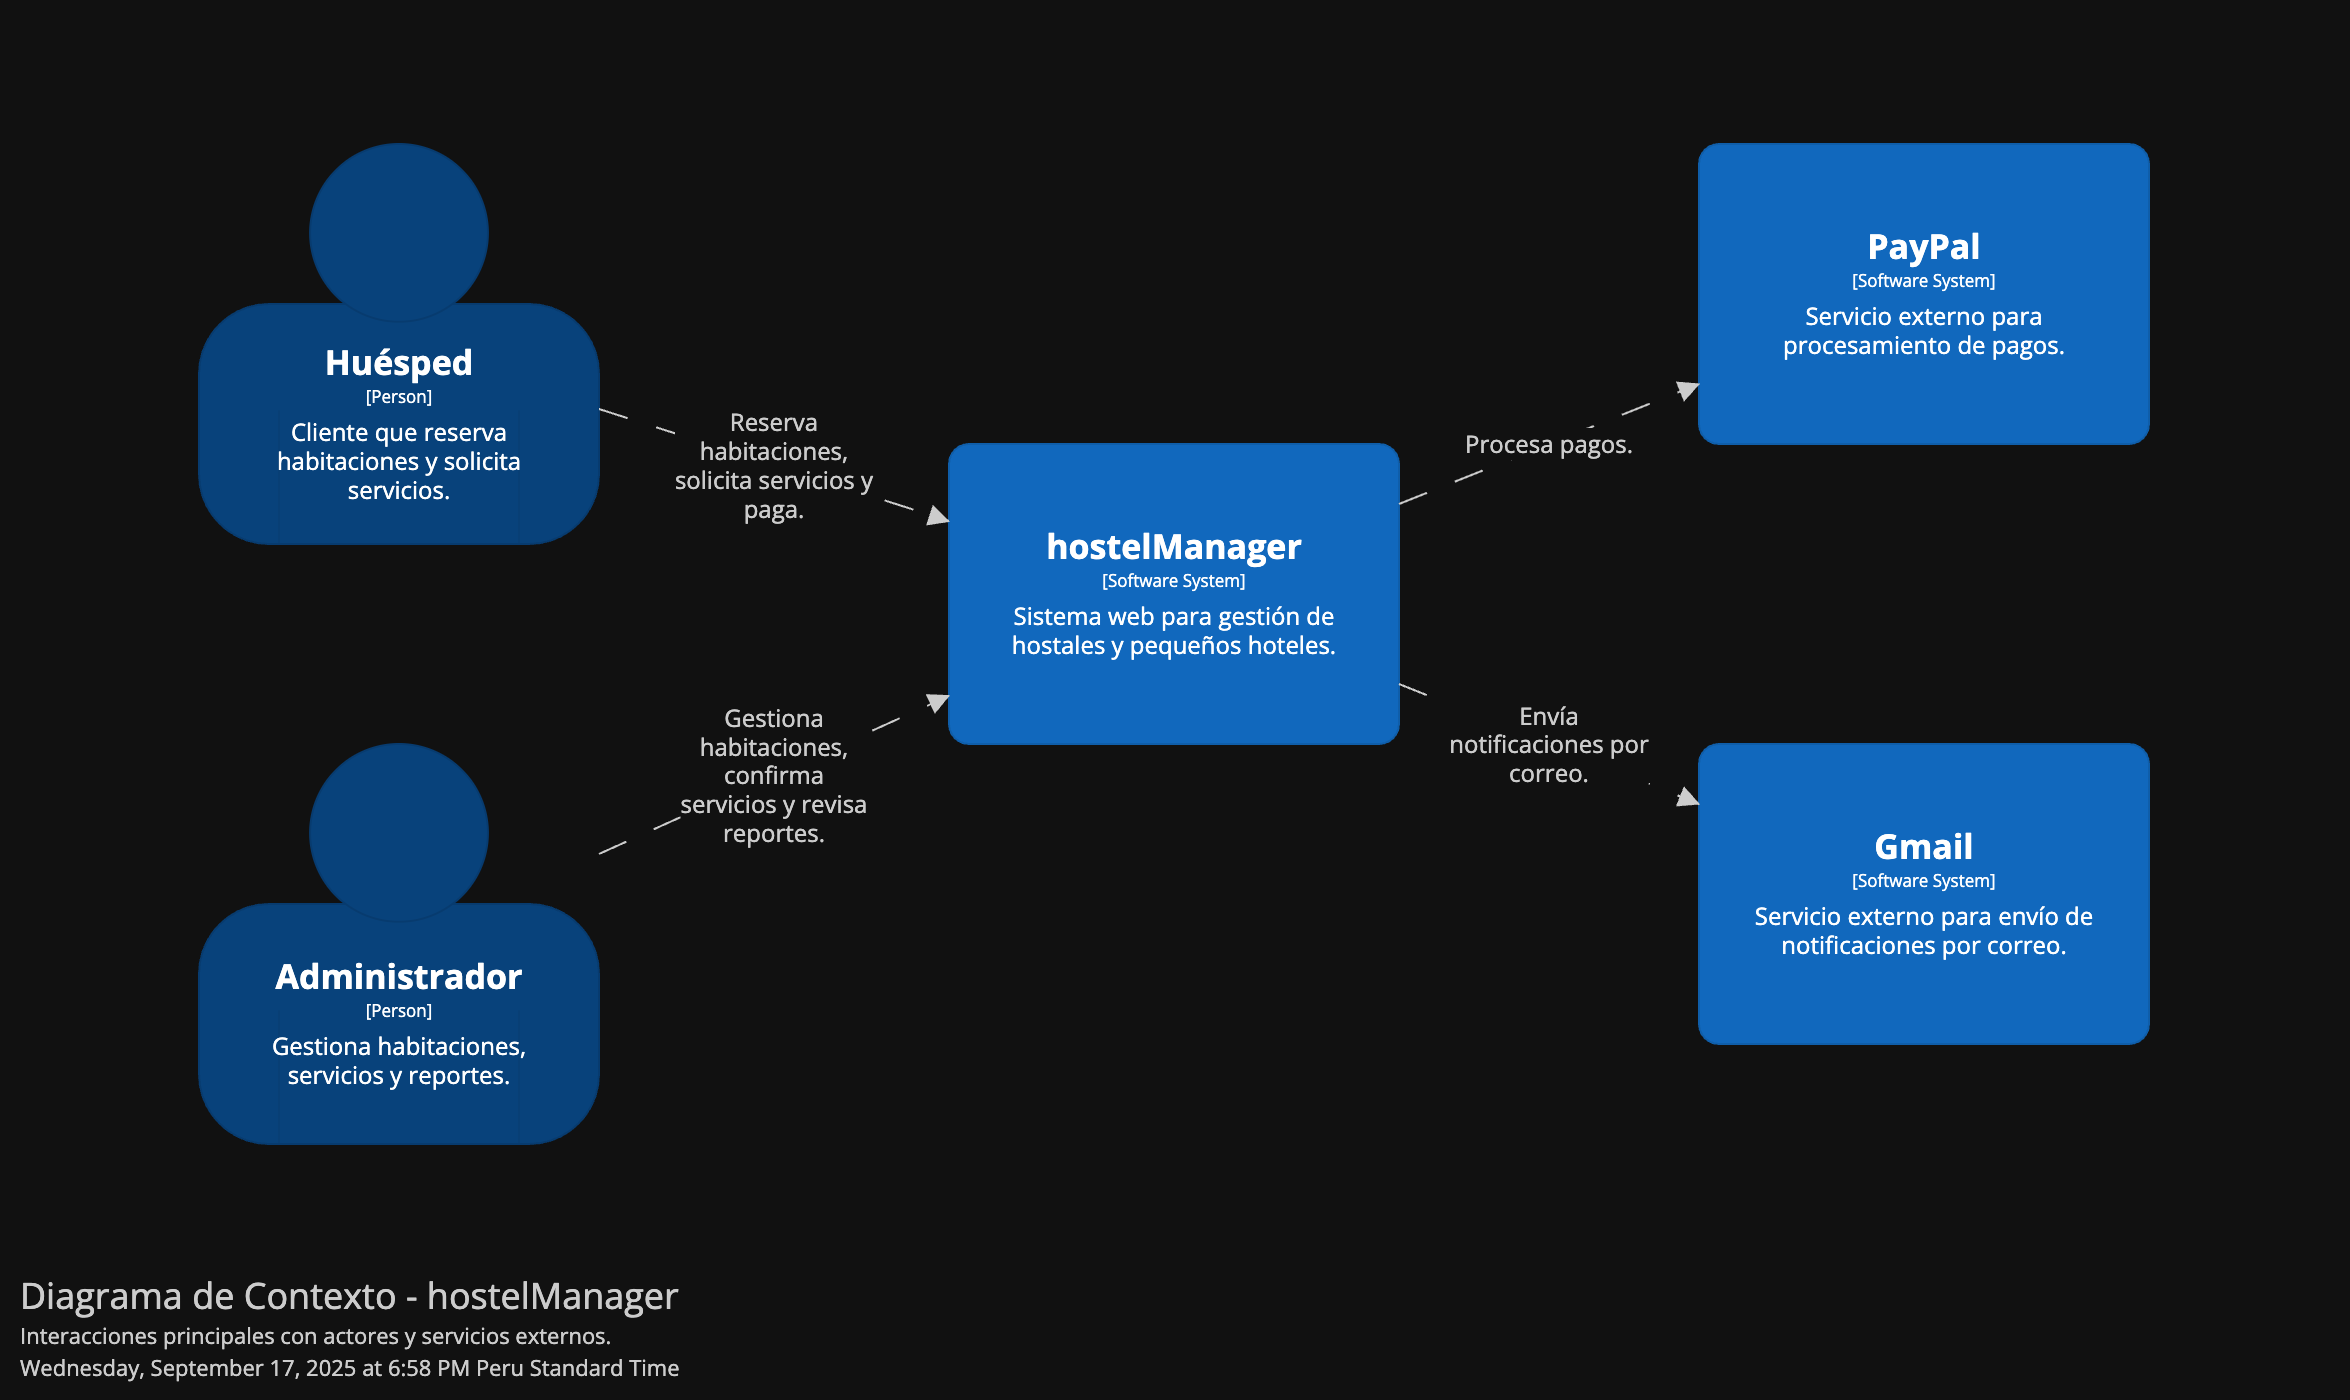 Huésped
[Person]
Cliente que reserva
habitaciones y solicita
servicios.
Reserva
habitaciones,
solicita servicios y
paga.
Administrador
[Person]
Gestiona habitaciones,
servicios y reportes.
Gestiona
habitaciones,
confirma
servicios y revisa
reportes.
hostelManager
[Software System]
Sistema web para gestión de
hostales y pequeños hoteles.
Procesa pagos.
PayPal
[Software System]
Servicio externo para
procesamiento de pagos.
Envía
notificaciones por
correo.
Gmail
[Software System]
Servicio externo para envío de
notificaciones por correo.
Diagrama de Contexto - hostelManager
Interacciones principales con actores y servicios externos.
Wednesday, September 17, 2025 at 6:58 PM Peru Standard Time